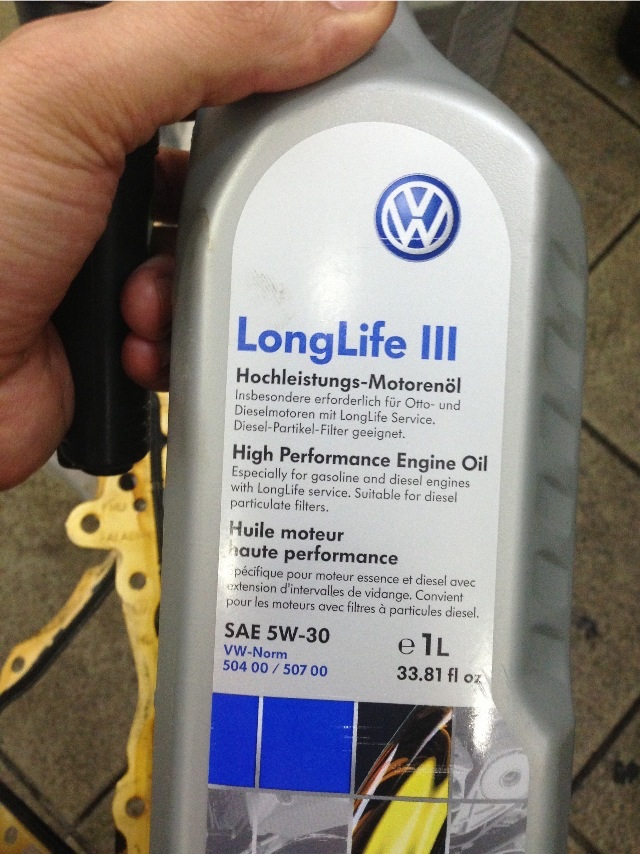 VW
LongLife III
Hochleistungs-Motorenöl
Insbesondere erforderlich für Otto- und
Dieselmotoren mit LongLife Service.
Diesel-Partikel-Filter geeignet.
High Performance Engine Oil
Especially for gasoline and diesel engines
with LongLife service. Suitable for diesel
particulate filters.
Huile moteur
haute performance
Spécifique pour moteur essence et diesel avec
extension d'intervalles de vidange. Convient
pour les moteurs avec filtres à particules diesel.
SAE 5W-30
VW-Norm
504 00 / 507 00
e 1L
33.81 fl oz